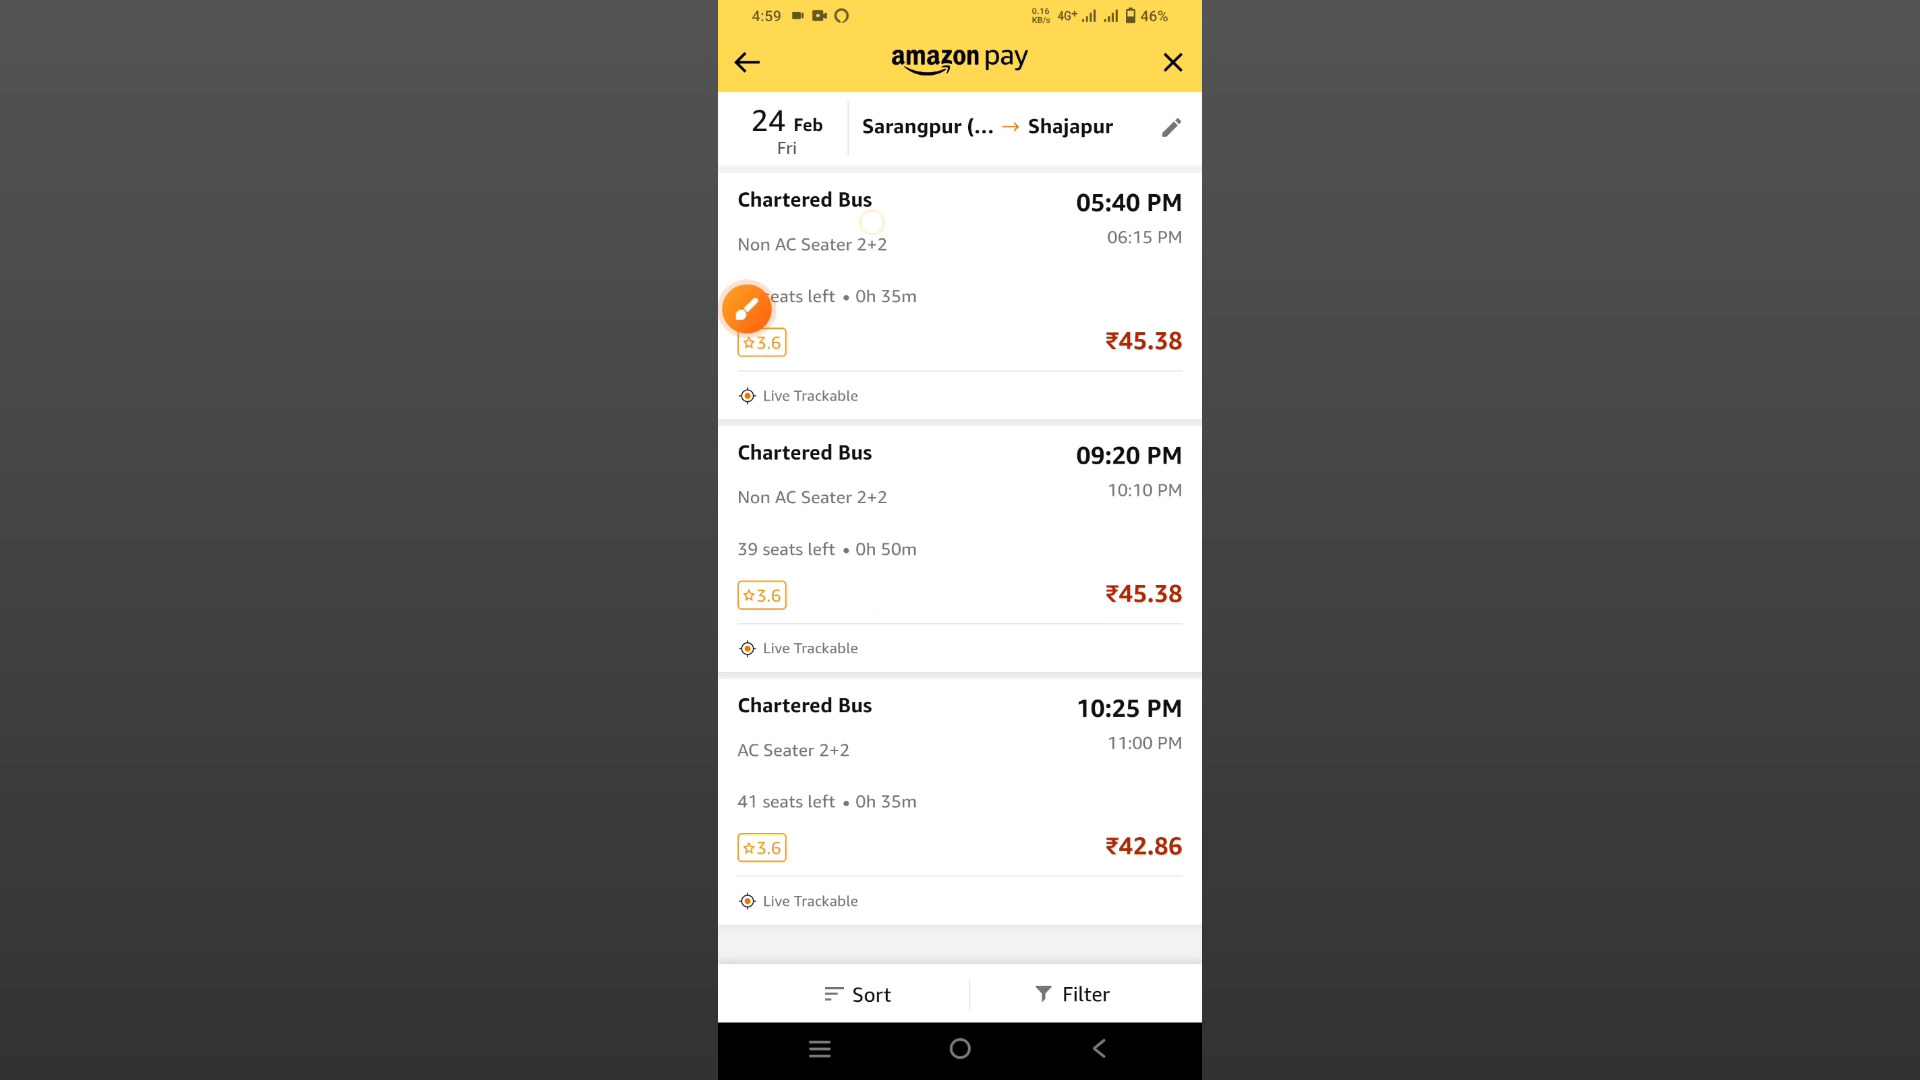 4:59 0.16 KB/s 4G+ 46%
amazon pay
24 Feb
Fri
Sarangpur (... → Shajapur
Chartered Bus 05:40 PM
Non AC Seater 2+2 06:15 PM
seats left • 0h 35m
☆3.6 ₹45.38
Live Trackable
Chartered Bus 09:20 PM
Non AC Seater 2+2 10:10 PM
39 seats left • 0h 50m
☆3.6 ₹45.38
Live Trackable
Chartered Bus 10:25 PM
AC Seater 2+2 11:00 PM
41 seats left • 0h 35m
☆3.6 ₹42.86
Live Trackable
Sort Filter